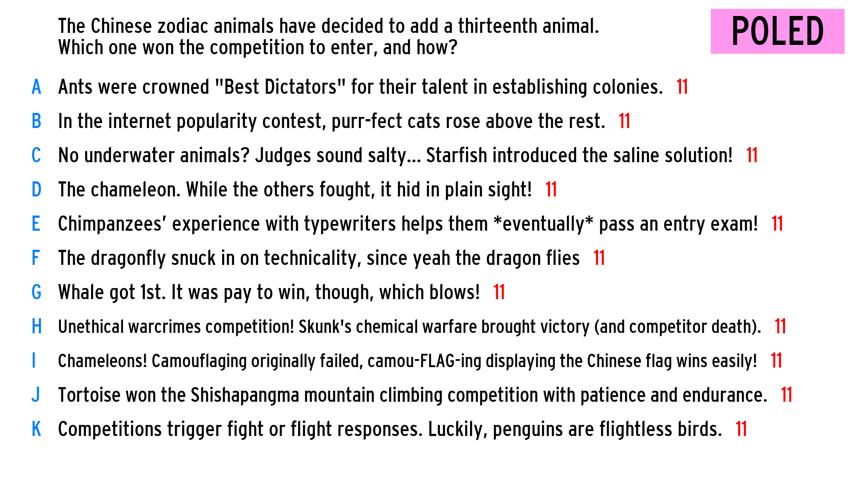 The Chinese zodiac animals have decided to add a thirteenth animal.
Which one won the competition to enter, and how?
POLED
A Ants were crowned "Best Dictators" for their talent in establishing colonies. 11
B In the internet popularity contest, purr-fect cats rose above the rest. 11
C No underwater animals? Judges sound salty... Starfish introduced the saline solution! 11
D The chameleon. While the others fought, it hid in plain sight! 11
E Chimpanzees' experience with typewriters helps them *eventually* pass an entry exam! 11
F The dragonfly snuck in on technicality, since yeah the dragon flies 11
G Whale got 1st. It was pay to win, though, which blows! 11
H Unethical warcrimes competition! Skunk's chemical warfare brought victory (and competitor death). 11
I Chameleons! Camouflaging originally failed, camou-FLAG-ing displaying the Chinese flag wins easily! 11
J Tortoise won the Shishapangma mountain climbing competition with patience and endurance. 11
K Competitions trigger fight or flight responses. Luckily, penguins are flightless birds. 11